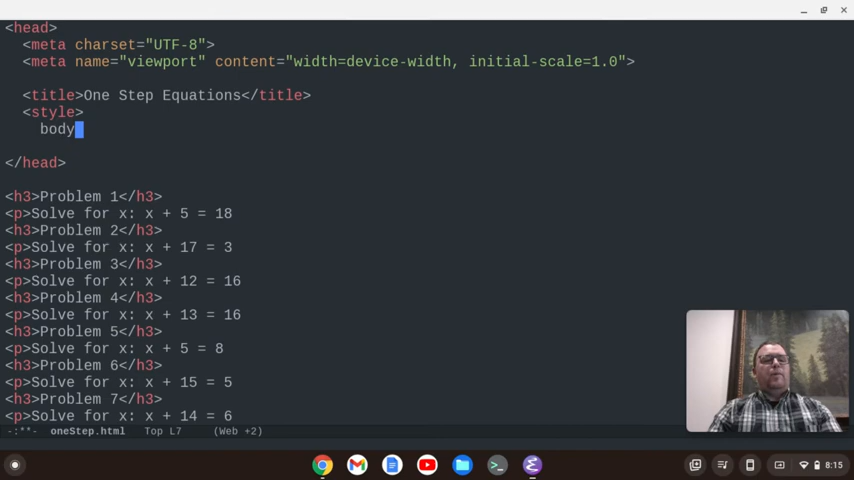 <head>
<meta charset="UTF-8">
<meta name="viewport" content="width=device-width, initial-scale=1.0">
<title>One Step Equations</title>
<style>
body
</head>
<h3>Problem 1</h3>
<p>Solve for x: x + 5 = 18
<h3>Problem 2</h3>
<p>Solve for x: x + 17 = 3
<h3>Problem 3</h3>
<p>Solve for x: x + 12 = 16
<h3>Problem 4</h3>
<p>Solve for x: x + 13 = 16
<h3>Problem 5</h3>
<p>Solve for x: x + 5 = 8
<h3>Problem 6</h3>
<p>Solve for x: x + 15 = 5
<h3>Problem 7</h3>
<p>Solve for x: x + 14 = 6
-:**- oneStep.html Top L7 (Web +2)
8:15